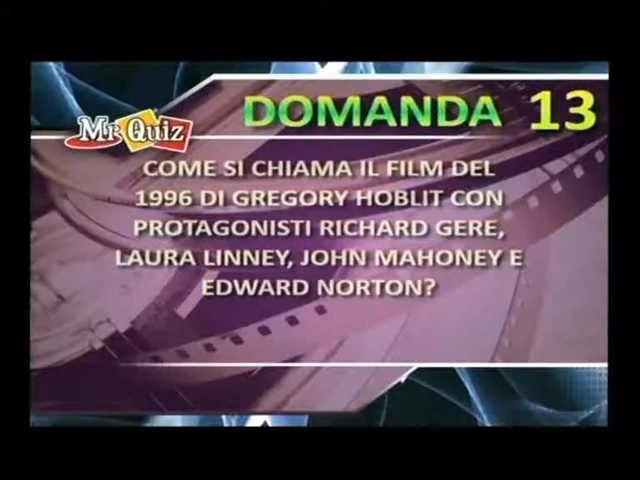 DOMANDA 13
Mr Quiz
COME SI CHIAMA IL FILM DEL
1996 DI GREGORY HOBLIT CON
PROTAGONISTI RICHARD GERE,
LAURA LINNEY, JOHN MAHONEY E
EDWARD NORTON?